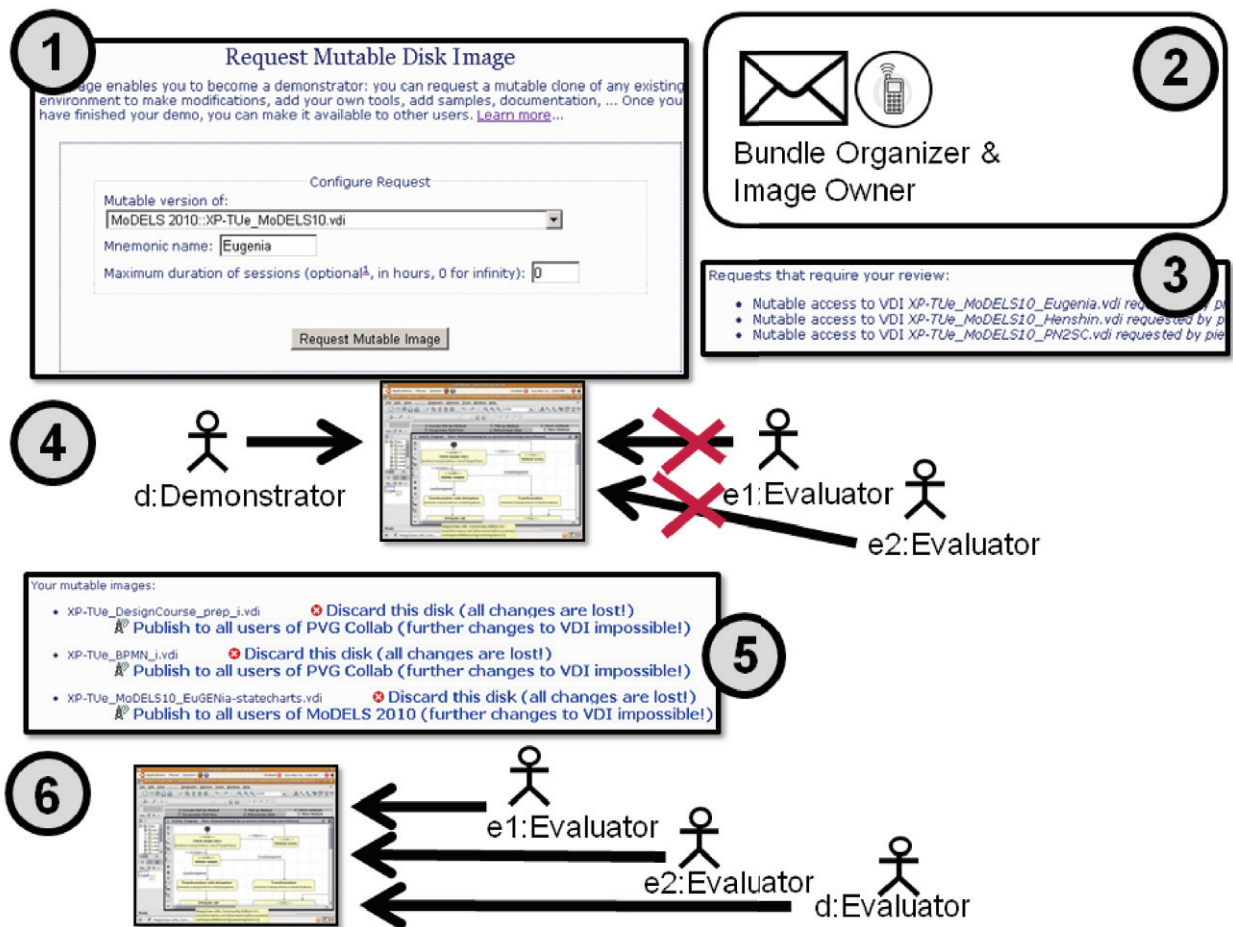 1
Request Mutable Disk Image
age enables you to become a demonstrator: you can request a mutable clone of any existing
environment to make modifications, add your own tools, add samples, documentation, ... Once you
have finished your demo, you can make it available to other users. Learn more...
Configure Request
Mutable version of:
MoDELS 2010::XP-TUe_MoDELS10.vdi
Mnemonic name: Eugenia
Maximum duration of sessions (optional1, in hours, 0 for infinity): 0
Request Mutable Image
2
Bundle Organizer &
Image Owner
3
Requests that require your review:
• Nutable access to VDI XP-TUe_MoDELS10_Eugenia.vdi requested by pi
• Nutable access to VDI XP-TUe_MoDELS10_Henshin.vdi requested by p
• Nutable access to VDI XP-TUe_MoDELS10_PN2SC.vdi requested by pie
4
d:Demonstrator
e1:Evaluator
e2:Evaluator
Your mutable images:
• XP-TUe_DesignCourse_prep_i.vdi Discard this disk (all changes are lost!)
Publish to all users of PVG Collab (further changes to VDI impossible!)
• XP-TUe_BPMN_i.vdi Discard this disk (all changes are lost!)
Publish to all users of PVG Collab (further changes to VDI impossible!)
• XP-TUe_MoDELS10_EuGENia-statecharts.vdi Discard this disk (all changes are lost!)
Publish to all users of MoDELS 2010 (further changes to VDI impossible!)
5
6
e1:Evaluator
e2:Evaluator
d:Evaluator